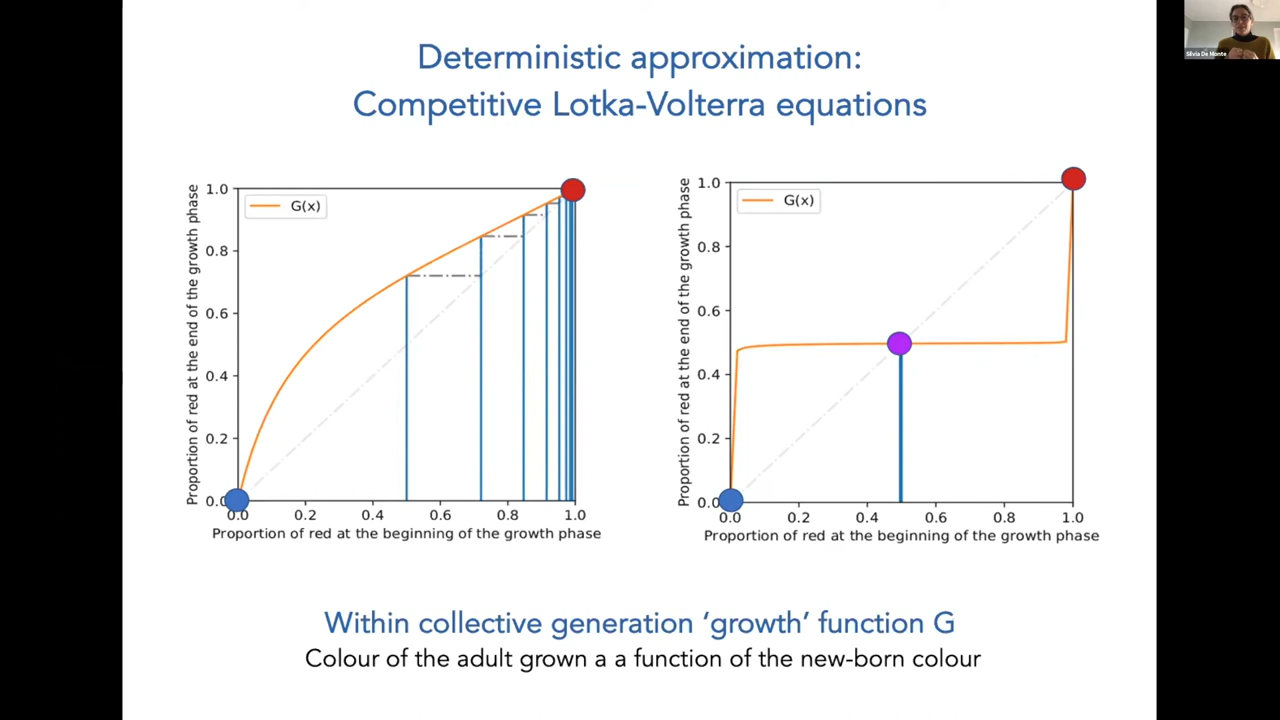 Deterministic approximation:
Competitive Lotka-Volterra equations
Silvia De Monte
Proportion of red at the end of the growth phase
1.0
0.8
0.6
0.4
0.2
0.0
G(x)
0.0 0.2 0.4 0.6 0.8 1.0
Proportion of red at the beginning of the growth phase
Proportion of red at the end of the growth phase
1.0
0.8
0.6
0.4
0.2
0.0
G(x)
0.0 0.2 0.4 0.6 0.8 1.0
Proportion of red at the beginning of the growth phase
Within collective generation ‘growth’ function G
Colour of the adult grown a a function of the new-born colour